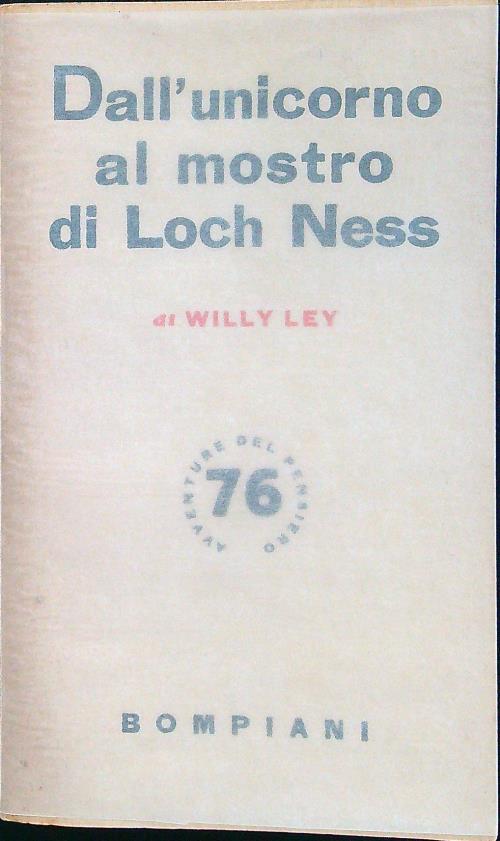 Dall'unicorno
al mostro
di Loch Ness
di WILLY LEY
AVVENTURE DEL PENSIERO
76
BOMPIANI